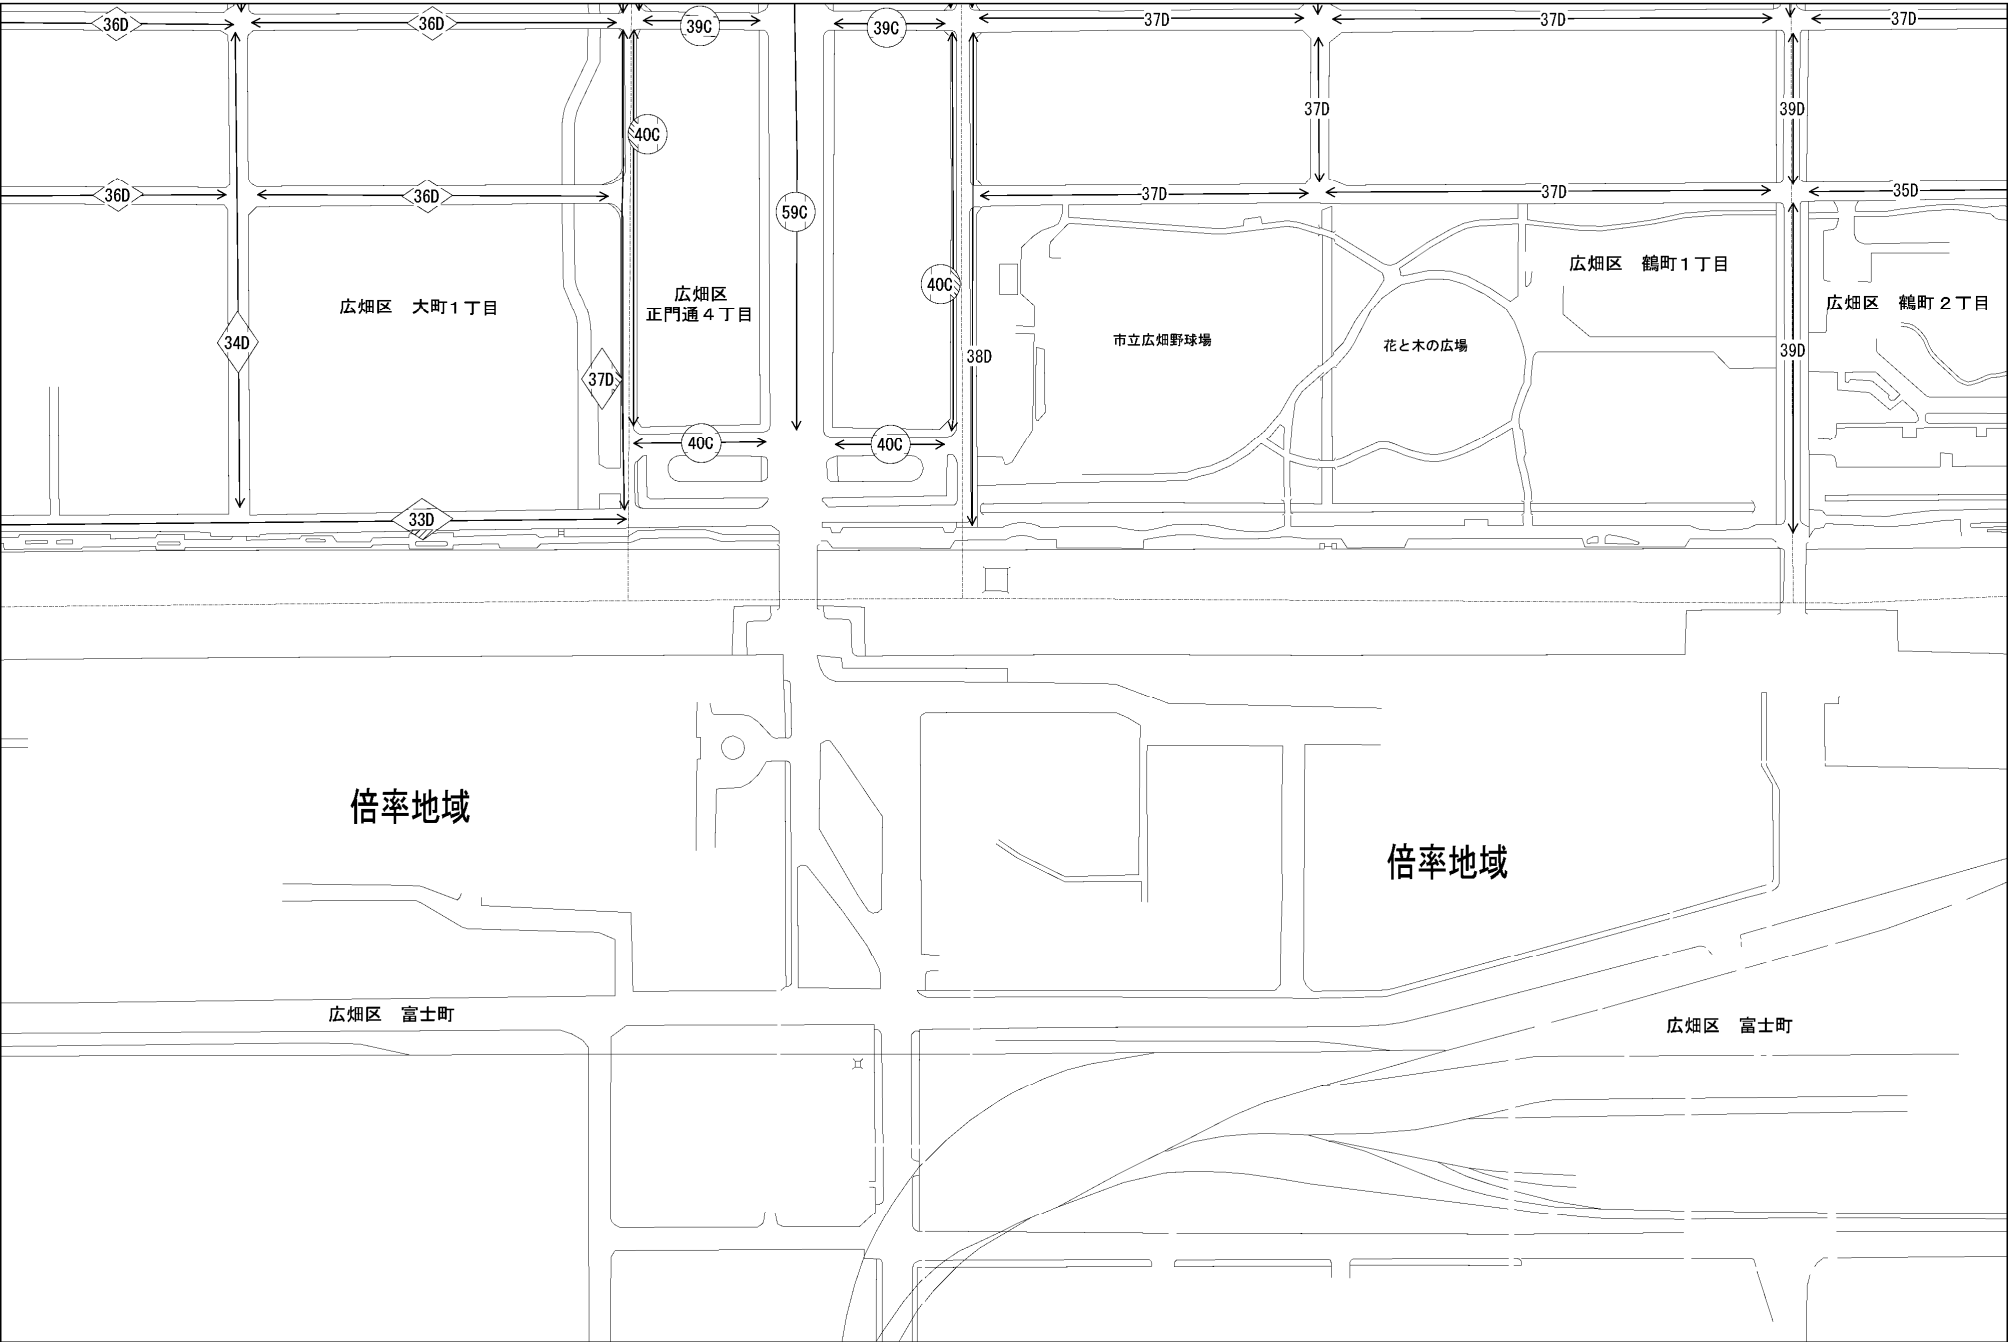 36D
36D
39C
39C
37D
37D
37D
40C
37D
39D
36D
36D
59C
37D
37D
35D
広畑区　大町1丁目
広畑区
正門通4丁目
40C
広畑区　鶴町1丁目
広畑区　鶴町2丁目
34D
37D
38D
市立広畑野球場
花と木の広場
39D
40C
40C
33D
倍率地域
倍率地域
広畑区　富士町
広畑区　富士町